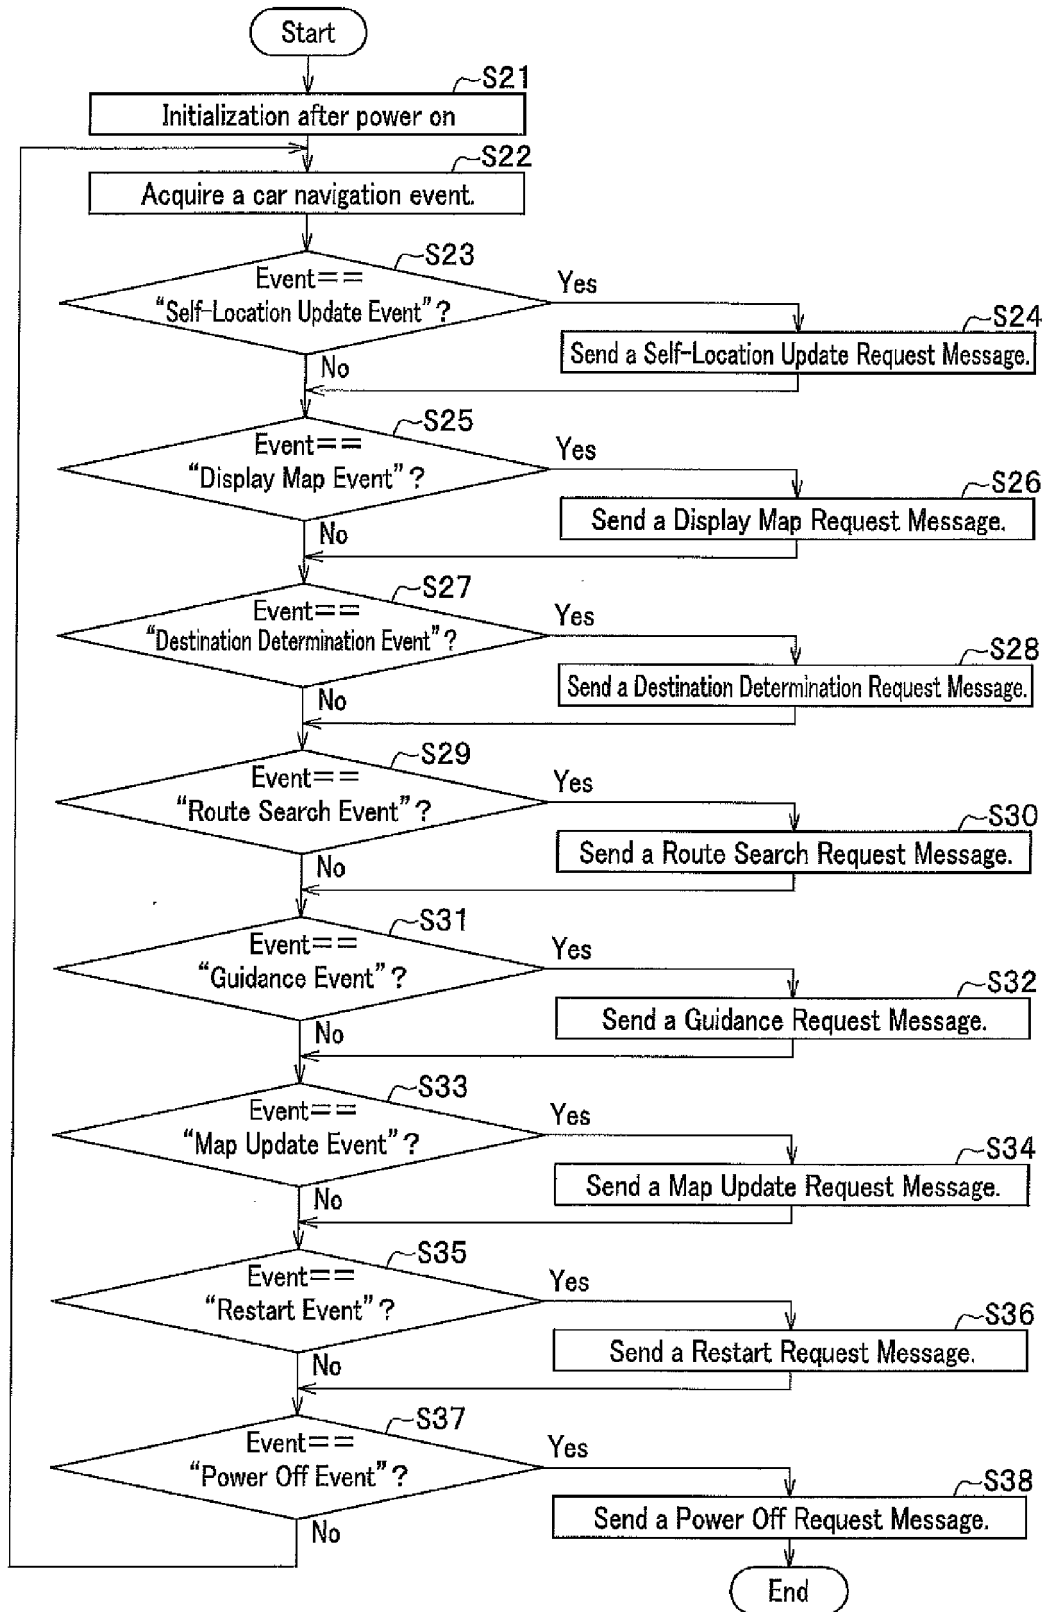 Start
S21
Initialization after power on
S22
Acquire a car navigation event.
S23
Event==
“Self-Location Update Event”?
Yes
S24
Send a Self-Location Update Request Message.
No
S25
Event==
“Display Map Event”?
Yes
S26
Send a Display Map Request Message.
No
S27
Event==
“Destination Determination Event”?
Yes
S28
Send a Destination Determination Request Message.
No
S29
Event==
“Route Search Event”?
Yes
S30
Send a Route Search Request Message.
No
S31
Event==
“Guidance Event”?
Yes
S32
Send a Guidance Request Message.
No
S33
Event==
“Map Update Event”?
Yes
S34
Send a Map Update Request Message.
No
S35
Event==
“Restart Event”?
Yes
S36
Send a Restart Request Message.
No
S37
Event==
“Power Off Event”?
Yes
S38
Send a Power Off Request Message.
No
End